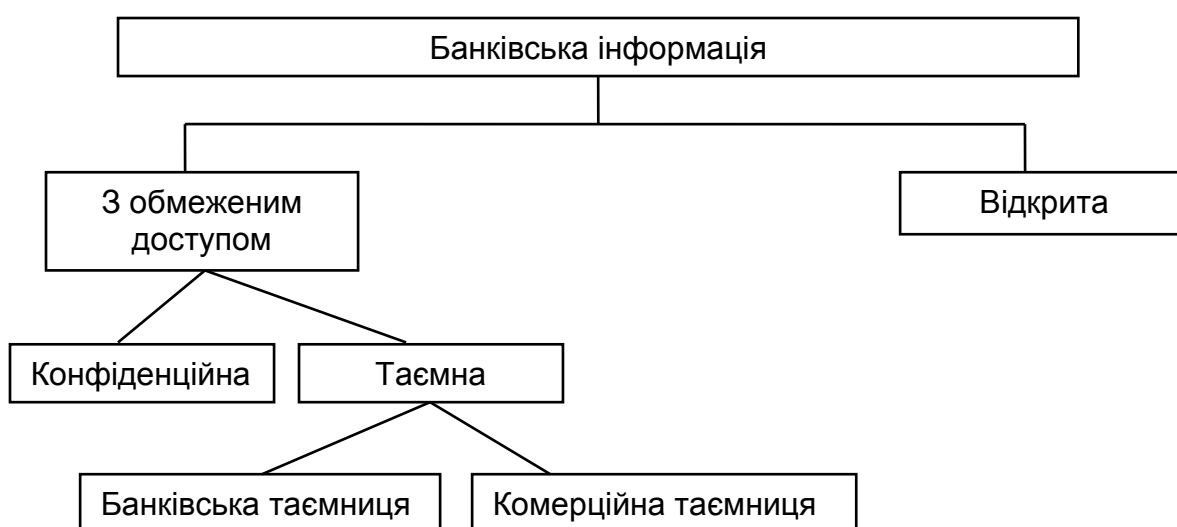 Банківська інформація
З обмеженим
доступом
Відкрита
Конфіденційна
Таємна
Банківська таємниця
Комерційна таємниця